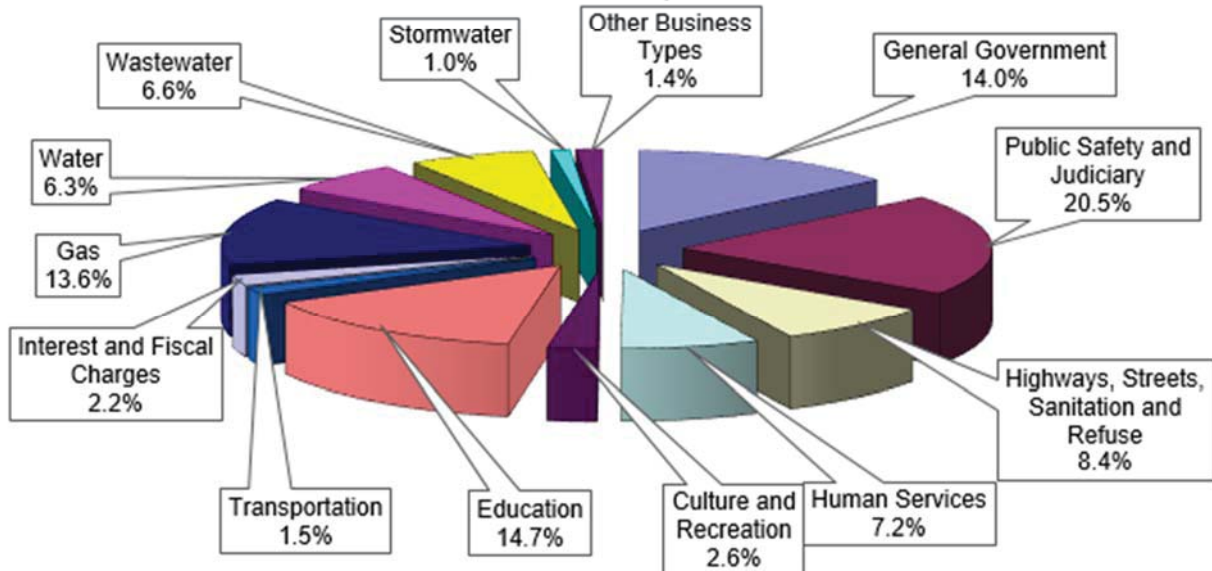 Other Business
Types
1.4%
Stormwater
1.0%
General Government
14.0%
Wastewater
6.6%
Public Safety and
Judiciary
20.5%
Water
6.3%
Gas
13.6%
Interest and Fiscal
Charges
2.2%
Highways, Streets,
Sanitation and
Refuse
8.4%
Transportation
1.5%
Education
14.7%
Culture and
Recreation
2.6%
Human Services
7.2%